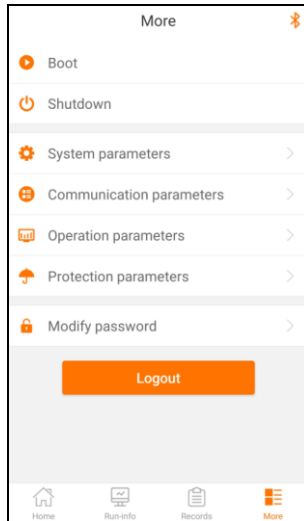 More
Boot
Shutdown
System parameters
Communication parameters
Operation parameters
Protection parameters
Modify password
Logout
Home
Run-info
Records
More